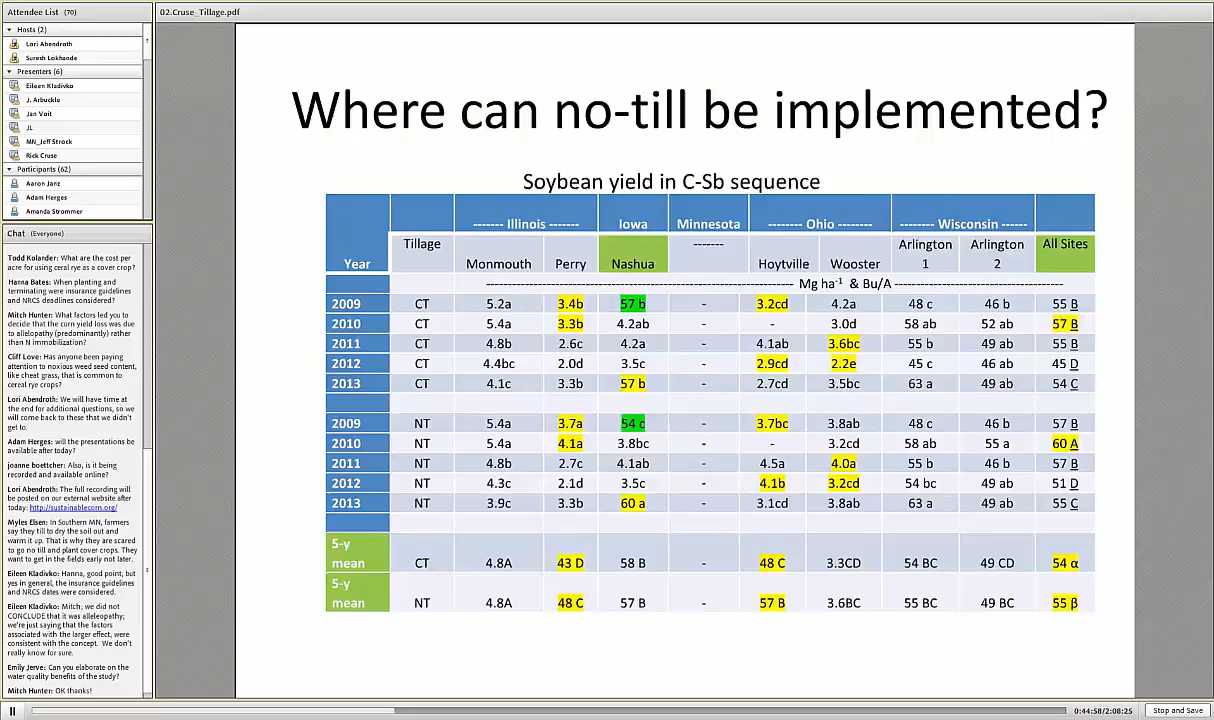 Attendee List (70)
Hosts (2)
Lori Abendroth
Suresh Lokhande
Presenters (6)
Eileen Kladivko
J. Arbuckle
Jan Voit
JL
MN_Jeff Strock
Rick Cruse
Participants (62)
Aaron Janz
Adam Herges
Amanda Strommer
Chat (Everyone)
Todd Kolander: What are the cost per
acre for using ceral rye as a cover crop?
Hanna Bates: When planting and
terminating were insurance guidelines
and NRCS deadlines considered?
Mitch Hunter: What factors led you to
decide that the corn yield loss was due
to allelopathy (predominantly) rather
than N immobilization?
Cliff Love: Has anyone been paying
attention to noxious weed seed content,
like cheat grass, that is common to
cereal rye crops?
Lori Abendroth: We will have time at
the end for additional questions, so we
will come back to these that we didn't
get to.
Adam Herges: will the presentations be
available after today?
joanne boettcher: Also, is it being
recorded and available online?
Lori Abendroth: The full recording will
be posted on our external website after
today: http://sustainablecorn.org/
Myles Elsen: In Southern MN, farmers
say they till to dry the soil out and
warm it up. That is why they are scared
to go no till and plant cover crops. They
want to get in the fields early not later.
Eileen Kladivko: Hanna, good point, but
yes in general, the insurance guidelines
and NRCS dates were considered.
Eileen Kladivko: Mitch; we did not
CONCLUDE that it was alleleopathy;
we're just saying that the factors
associated with the larger effect, were
consistent with the concept. We don't
really know for sure.
Emily Jerve: Can you elaborate on the
water quality benefits of the study?
Mitch Hunter: OK thanks!
02.Cruse_Tillage.pdf
Where can no-till be implemented?
Soybean yield in C-Sb sequence
------- Illinois ------- Iowa Minnesota -------- Ohio -------- -------- Wisconsin ------
Year Tillage Monmouth Perry Nashua ------- Hoytville Wooster Arlington 1 Arlington 2 All Sites
------------------------------------------------------- Mg ha-1 & Bu/A ------------------------------
2009 CT 5.2a 3.4b 57 b - 3.2cd 4.2a 48 c 46 b 55 B
2010 CT 5.4a 3.3b 4.2ab - - 3.0d 58 ab 52 ab 57 B
2011 CT 4.8b 2.6c 4.2a - 4.1ab 3.6bc 55 b 49 ab 55 B
2012 CT 4.4bc 2.0d 3.5c - 2.9cd 2.2e 45 c 46 ab 45 D
2013 CT 4.1c 3.3b 57 b - 2.7cd 3.5bc 63 a 49 ab 54 C
2009 NT 5.4a 3.7a 54 c - 3.7bc 3.8ab 48 c 46 b 57 B
2010 NT 5.4a 4.1a 3.8bc - - 3.2cd 58 ab 55 a 60 A
2011 NT 4.8b 2.7c 4.1ab - 4.5a 4.0a 55 b 46 b 57 B
2012 NT 4.3c 2.1d 3.5c - 4.1b 3.2cd 54 bc 49 ab 51 D
2013 NT 3.9c 3.3b 60 a - 3.1cd 3.8ab 63 a 49 ab 55 C
5-y mean CT 4.8A 43 D 58 B - 48 C 3.3CD 54 BC 49 CD 54 α
5-y mean NT 4.8A 48 C 57 B - 57 B 3.6BC 55 BC 49 BC 55 β
0:44:58/2:08:25
Stop and Save